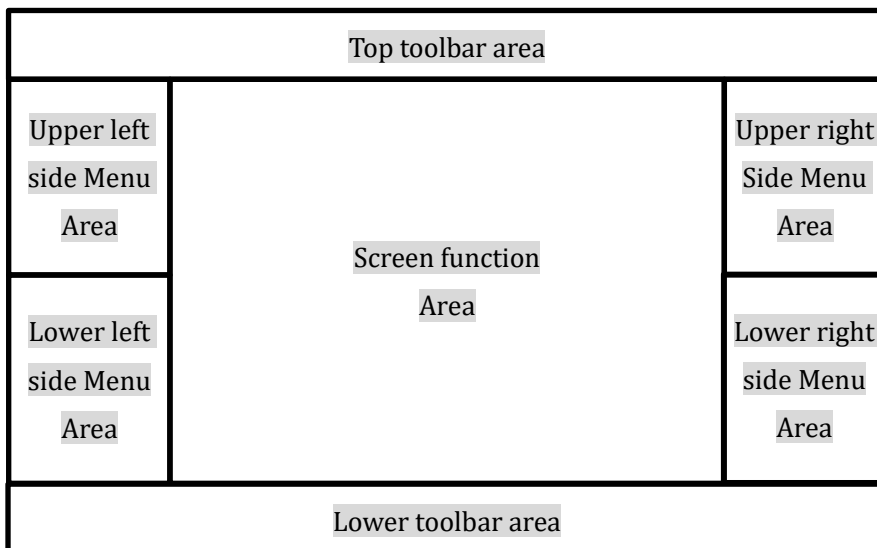 Top toolbar area
Upper left
side Menu
Area
Upper right
Side Menu
Area
Screen function
Area
Lower left
side Menu
Area
Lower right
side Menu
Area
Lower toolbar area